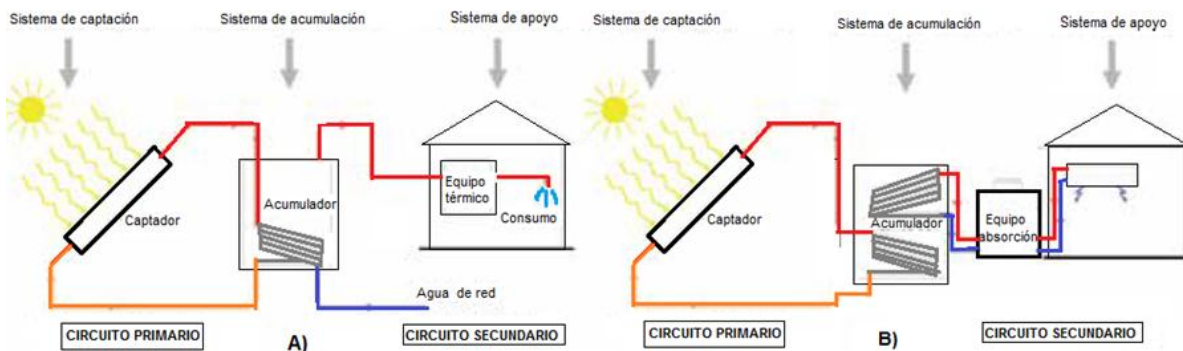 Sistema de captación
Sistema de acumulación
Sistema de apoyo
Captador
Acumulador
Equipo
térmico
Consumo
Agua de red
CIRCUITO PRIMARIO
A)
CIRCUITO SECUNDARIO
Sistema de captación
Sistema de acumulación
Sistema de apoyo
Captador
Acumulador
Equipo
absorción
CIRCUITO PRIMARIO
B)
CIRCUITO SECUNDARIO